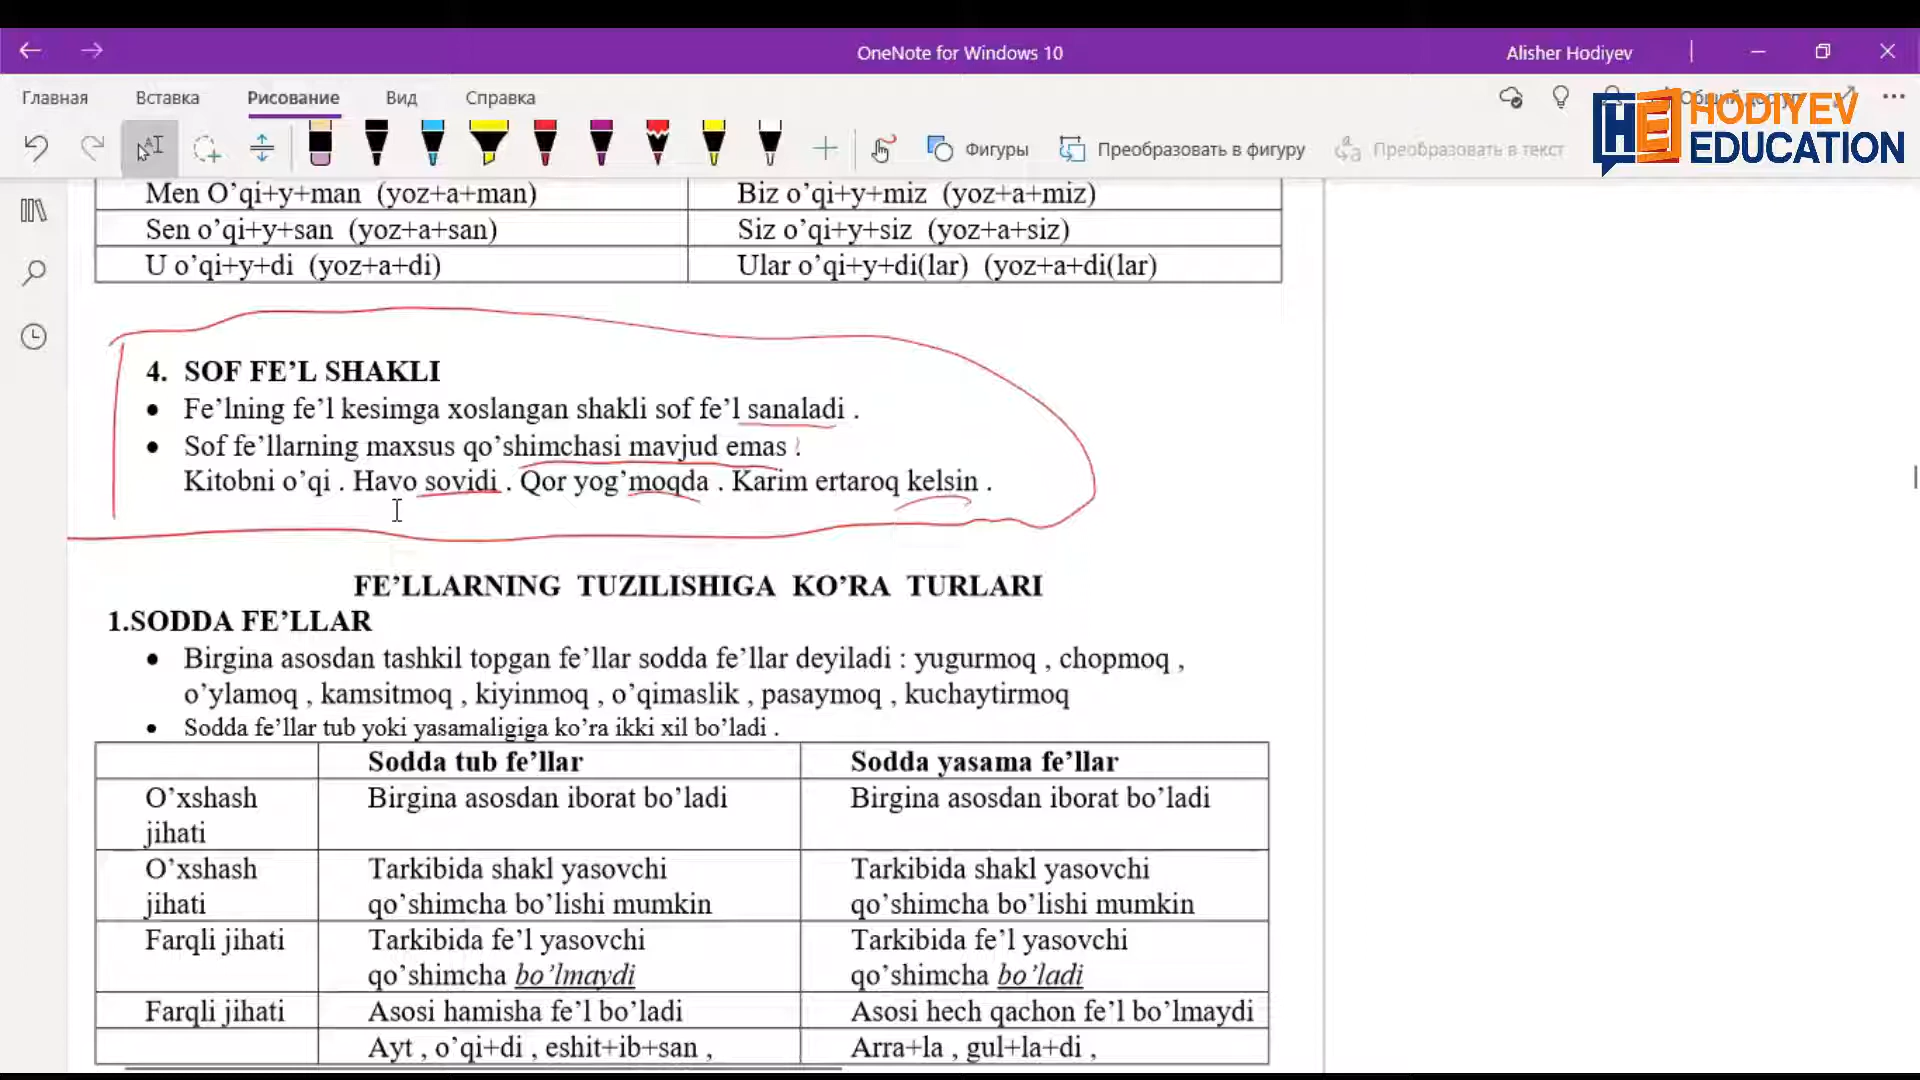 OneNote for Windows 10
Alisher Hodiyev
Главная Вставка Рисование Вид Справка
HODIYEV
EDUCATION
Фигуры Преобразовать в фигуру Преобразовать в текст
Men O’qi+y+man (yoz+a+man) Biz o’qi+y+miz (yoz+a+miz)
Sen o’qi+y+san (yoz+a+san) Siz o’qi+y+siz (yoz+a+siz)
U o’qi+y+di (yoz+a+di) Ular o’qi+y+di(lar) (yoz+a+di(lar)
4. SOF FE’L SHAKLI
• Fe’lning fe’l kesimga xoslangan shakli sof fe’l sanaladi .
• Sof fe’llarning maxsus qo’shimchasi mavjud emas !
Kitobni o’qi . Havo sovidi . Qor yog’moqda . Karim ertaroq kelsin .
FE’LLARNING TUZILISHIGA KO’RA TURLARI
1.SODDA FE’LLAR
• Birgina asosdan tashkil topgan fe’llar sodda fe’llar deyiladi : yugurmoq , chopmoq ,
o’ylamoq , kamsitmoq , kiyinmoq , o’qimaslik , pasaymoq , kuchaytirmoq
• Sodda fe’llar tub yoki yasamaligiga ko’ra ikki xil bo’ladi .
Sodda tub fe’llar Sodda yasama fe’llar
O’xshash
jihati
Birgina asosdan iborat bo’ladi
Birgina asosdan iborat bo’ladi
O’xshash
jihati
Tarkibida shakl yasovchi
qo’shimcha bo’lishi mumkin
Tarkibida shakl yasovchi
qo’shimcha bo’lishi mumkin
Farqli jihati
Tarkibida fe’l yasovchi
qo’shimcha bo’lmaydi
Tarkibida fe’l yasovchi
qo’shimcha bo’ladi
Farqli jihati Asosi hamisha fe’l bo’ladi Asosi hech qachon fe’l bo’lmaydi
Ayt , o’qi+di , eshit+ib+san , Arra+la , gul+la+di ,